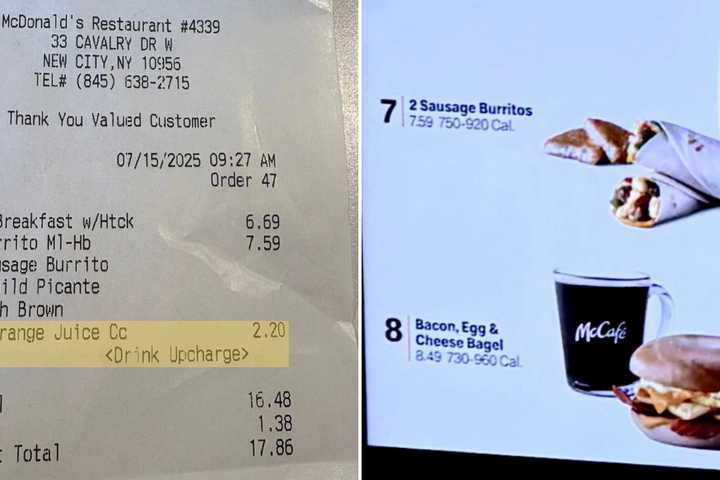 McDonald's Restaurant #4339
33 CAVALRY DR W
NEW CITY,NY 10956
TEL# (845) 638-2715
Thank You Valued Customer
07/15/2025 09:27 AM
Order 47
Breakfast w/Htck 6.69
rrito Ml-Hb 7.59
usage Burrito
ild Picante
h Brown
range Juice Cc 2.20
<Drink Upcharge>
16.48
1.38
t Total 17.86
7 2 Sausage Burritos
7.59 750-920 Cal.
McCafé
8 Bacon, Egg &
Cheese Bagel
8.49 730-960 Cal.